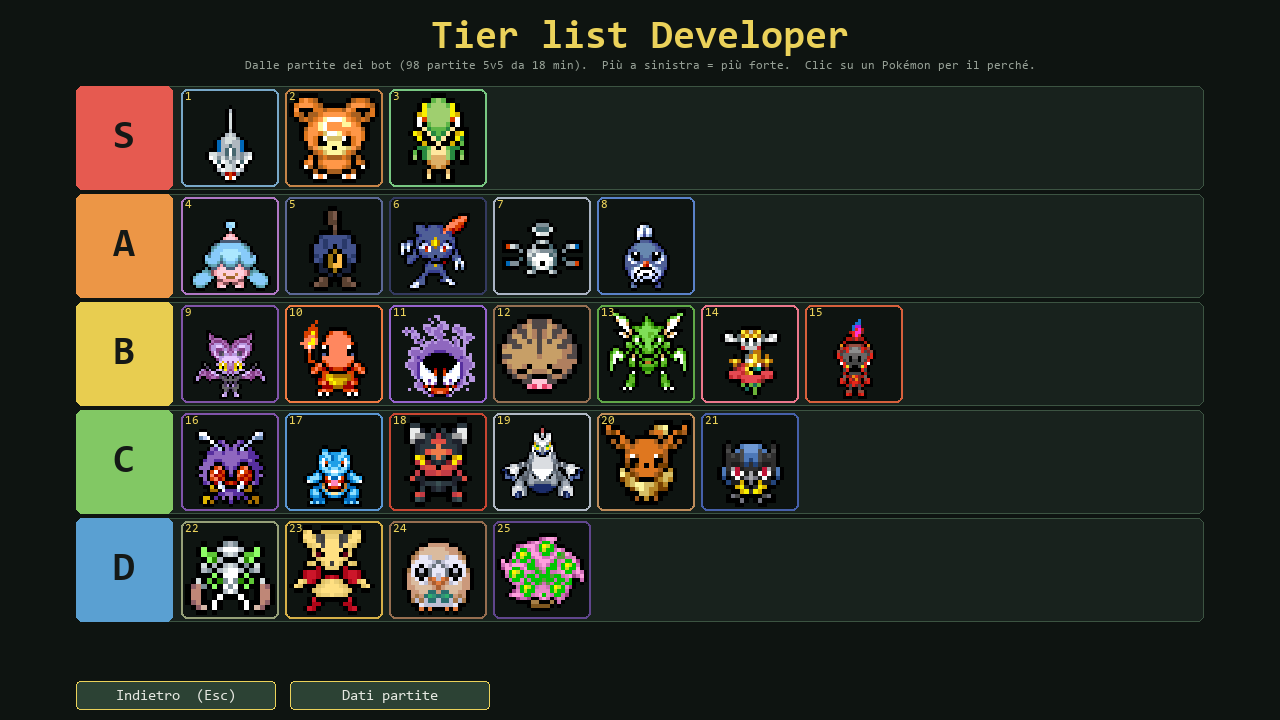 Tier list Developer
Dalle partite dei bot (98 partite 5v5 da 18 min).  Più a sinistra = più forte.  Clic su un Pokémon per il perché.
S
1 2 3
A
4 5 6 7 8
B
9 10 11 12 13 14 15
C
16 17 18 19 20 21
D
22 23 24 25
Indietro  (Esc)
Dati partite